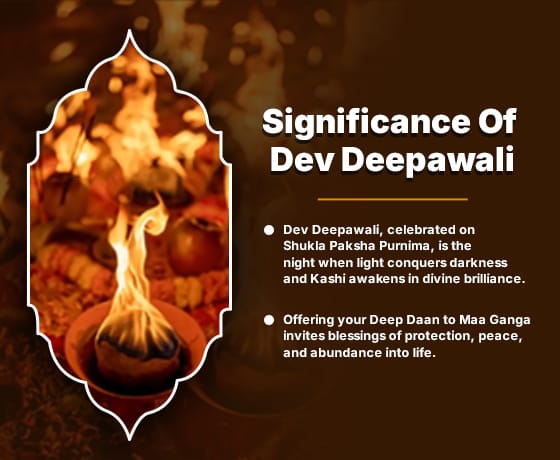 Significance Of
Dev Deepawali
Dev Deepawali, celebrated on
Shukla Paksha Purnima, is the
night when light conquers darkness
and Kashi awakens in divine brilliance.
Offering your Deep Daan to Maa Ganga
invites blessings of protection, peace,
and abundance into life.